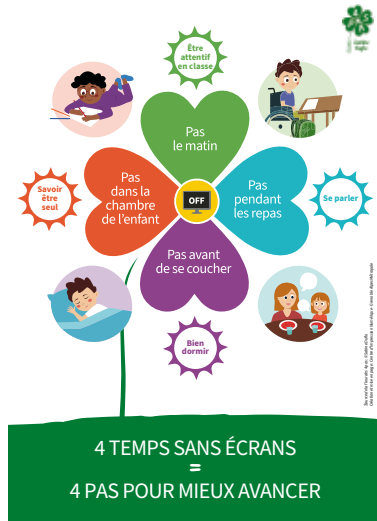 Être
attentif
en classe
Pas
le matin
Savoir
être
seul
Pas
dans la
chambre
de l'enfant
OFF
Pas
pendant
les repas
Se parler
Pas avant
de se coucher
Bien
dormir
4 TEMPS SANS ÉCRANS
=
4 PAS POUR MIEUX AVANCER